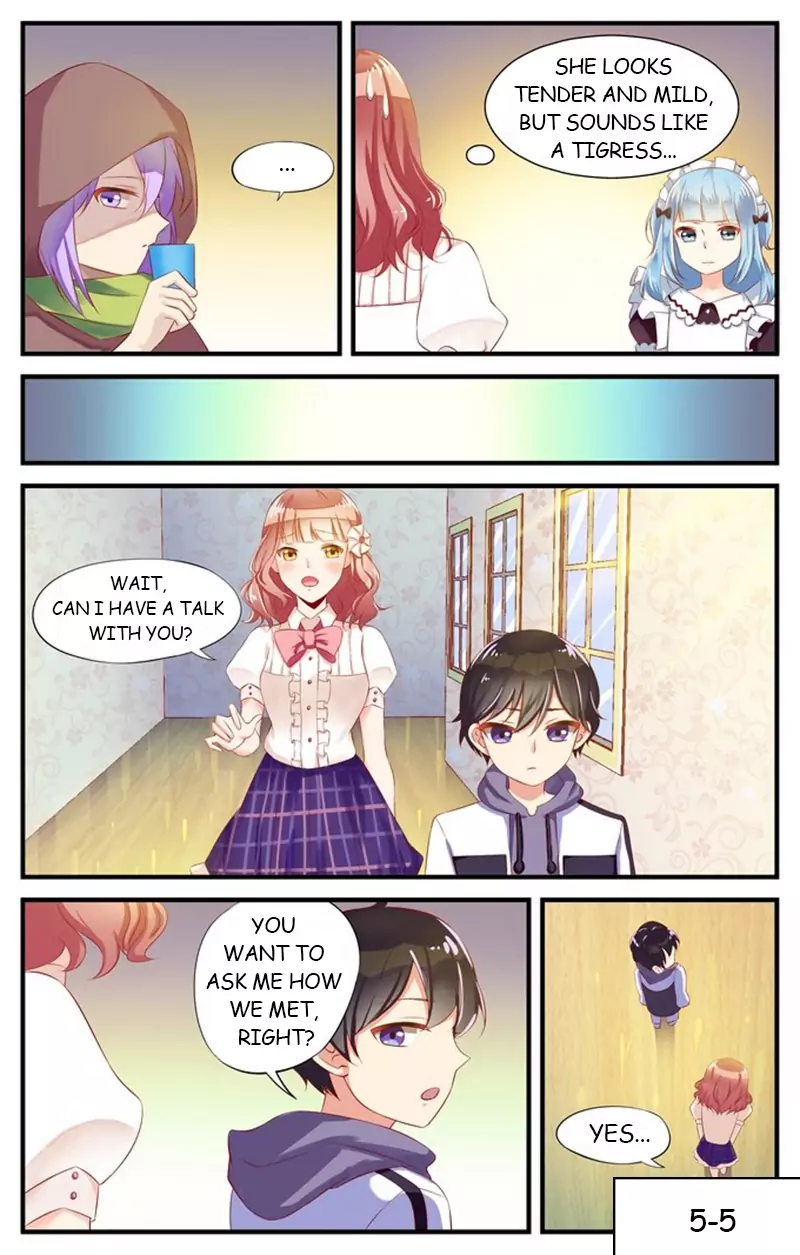 ...
SHE LOOKS
TENDER AND MILD,
BUT SOUNDS LIKE
A TIGRESS...
WAIT,
CAN I HAVE A TALK
WITH YOU?
YOU
WANT TO
ASK ME HOW
WE MET,
RIGHT?
YES...
5-5